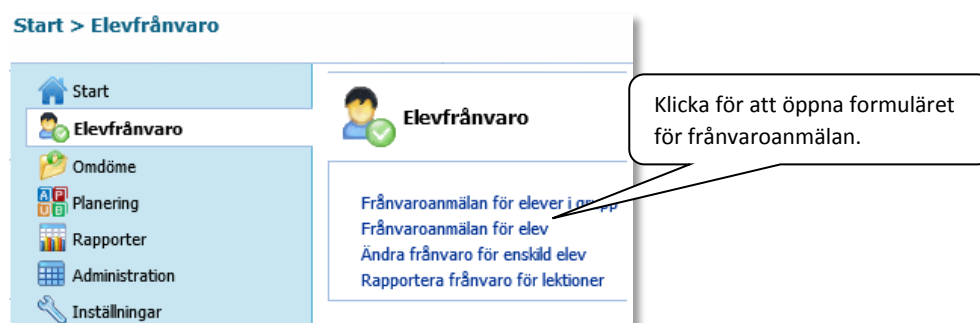 Start > Elevfrånvaro
Start
Elevfrånvaro
Omdöme
Planering
Rapporter
Administration
Inställningar
Elevfrånvaro
Frånvaroanmälan för elever i grupp
Frånvaroanmälan för elev
Ändra frånvaro för enskild elev
Rapportera frånvaro för lektioner
Klicka för att öppna formuläret
för frånvaroanmälan.